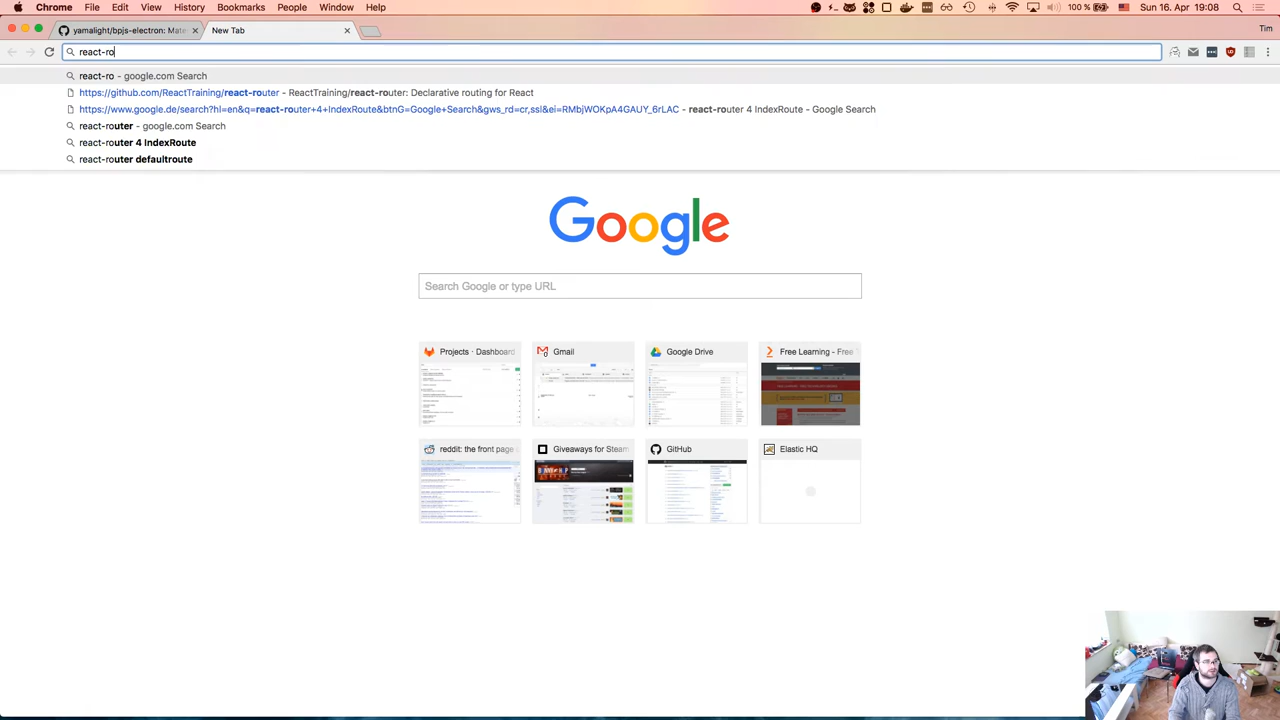 Chrome File Edit View History Bookmarks People Window Help 100 % Sun 16. Apr 19:08
yamalight/bpjs-electron: Mate New Tab Tim
react-ro
react-ro - google.com Search
https://github.com/ReactTraining/react-router - ReactTraining/react-router: Declarative routing for React
https://www.google.de/search?hl=en&q=react-router+4+IndexRoute&btnG=Google+Search&gws_rd=cr,ssl&ei=RMbjWOKpA4GAUY_6rLAC - react-router 4 IndexRoute - Google Search
react-router - google.com Search
react-router 4 IndexRoute
react-router defaultroute
Google
Search Google or type URL
Projects · Dashboard Gmail Google Drive Free Learning - Free
reddit: the front page Giveaways for Steam GitHub Elastic HQ